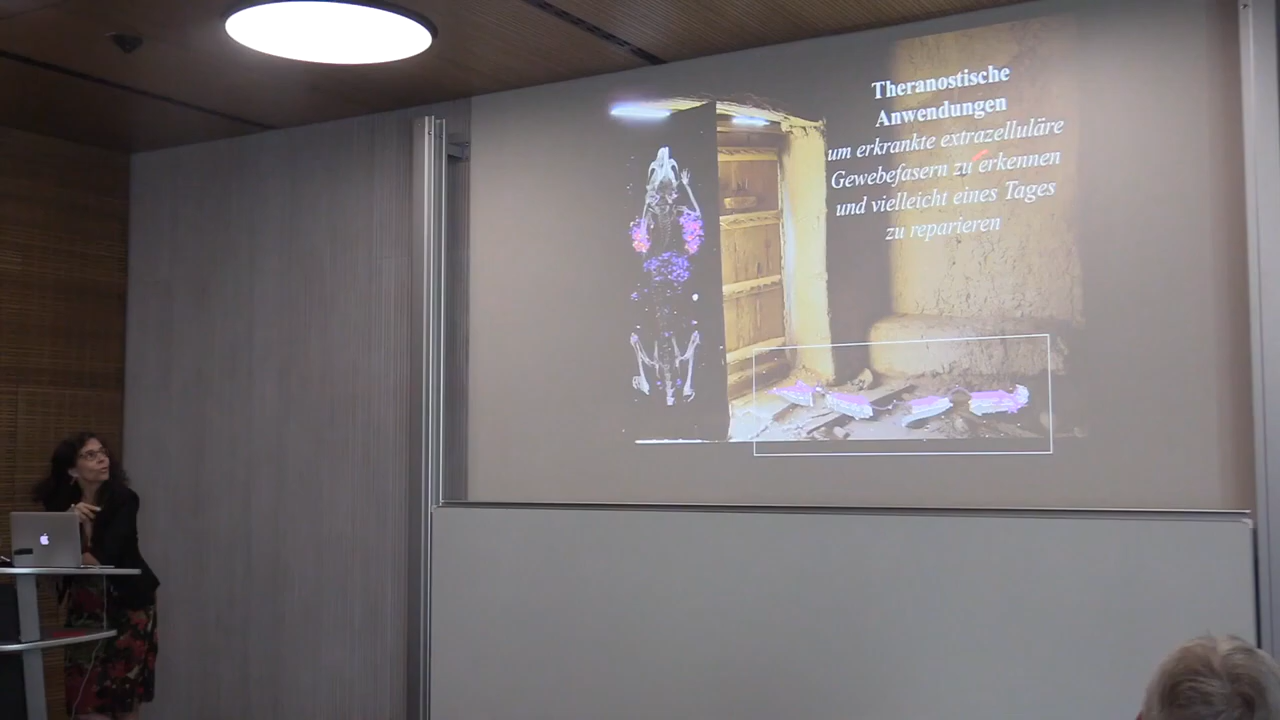 Theranostische
Anwendungen
um erkrankte extrazelluläre
Gewebefasern zu erkennen
und vielleicht eines Tages
zu reparieren